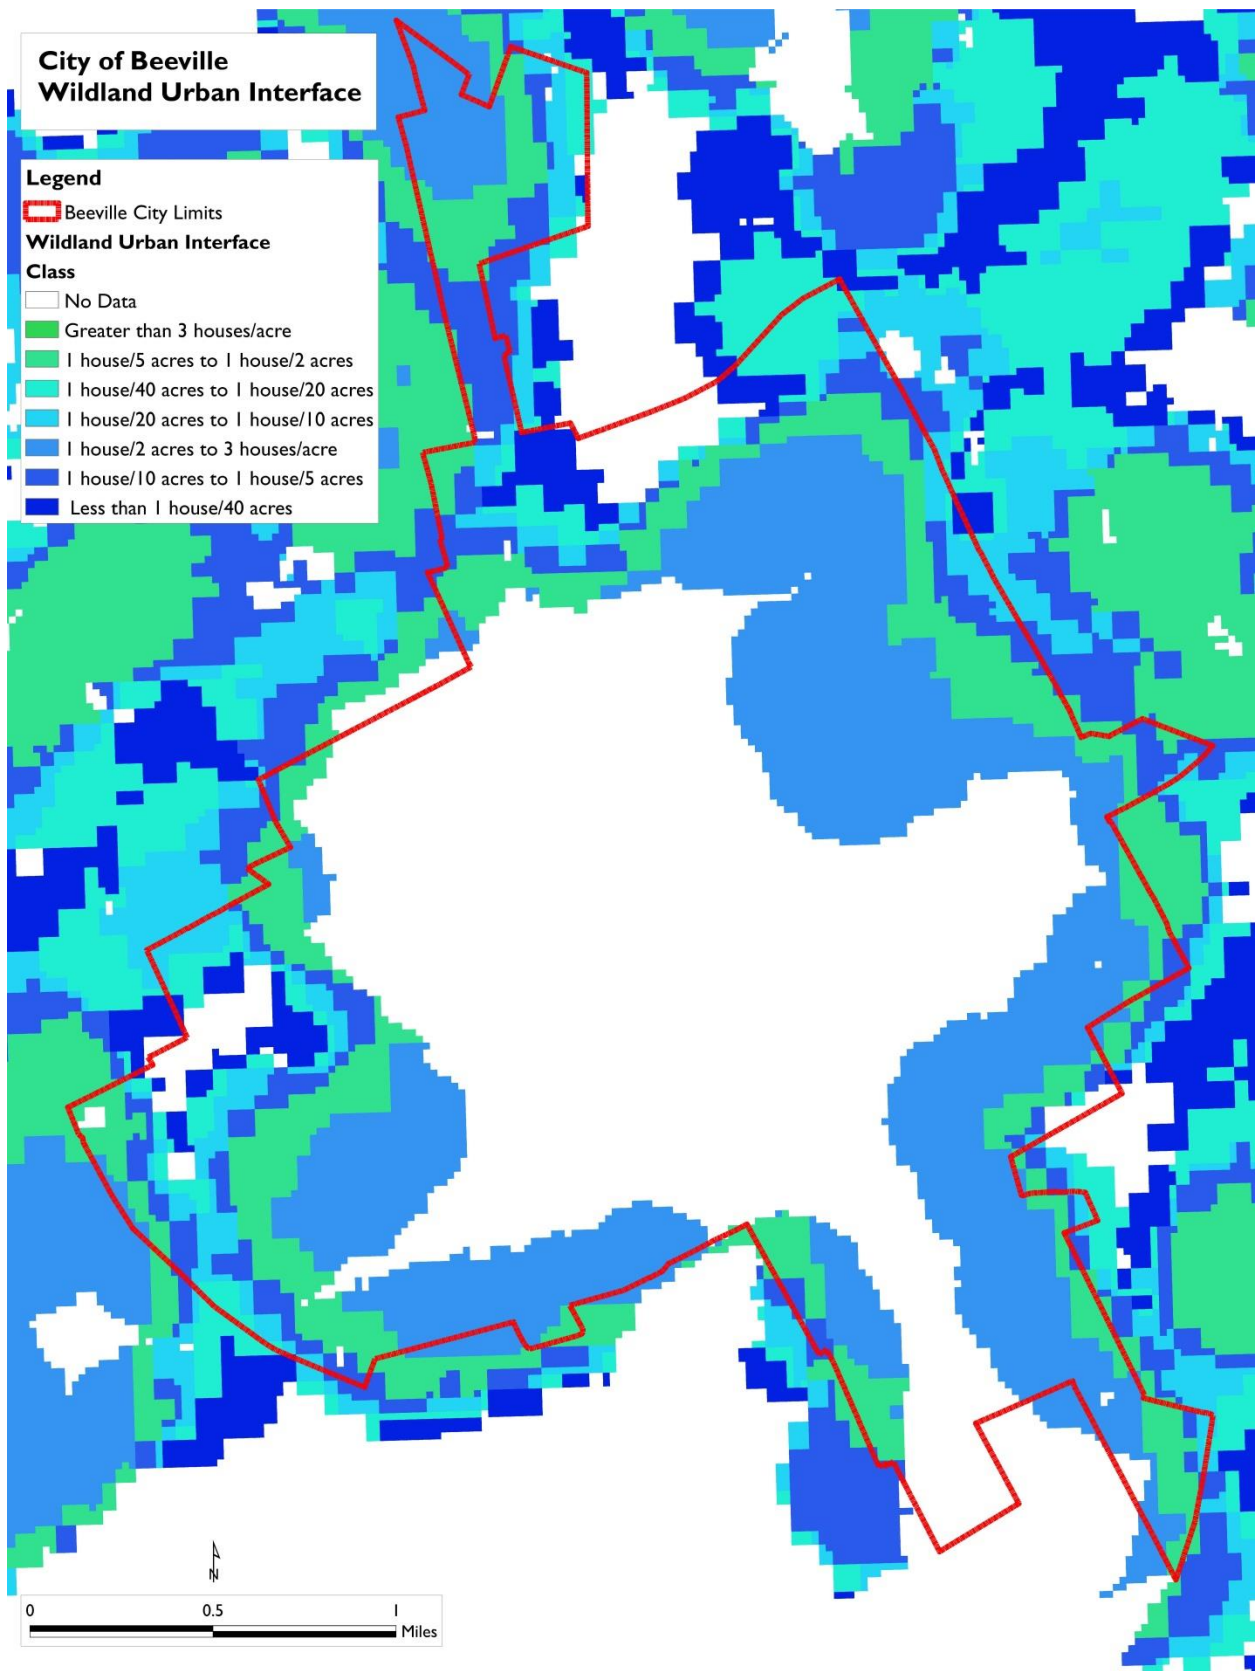 City of Beeville
Wildland Urban Interface
Legend
Beeville City Limits
Wildland Urban Interface
Class
No Data
Greater than 3 houses/acre
1 house/5 acres to 1 house/2 acres
1 house/40 acres to 1 house/20 acres
1 house/20 acres to 1 house/10 acres
1 house/2 acres to 3 houses/acre
1 house/10 acres to 1 house/5 acres
Less than 1 house/40 acres
N
0 0.5 1
Miles